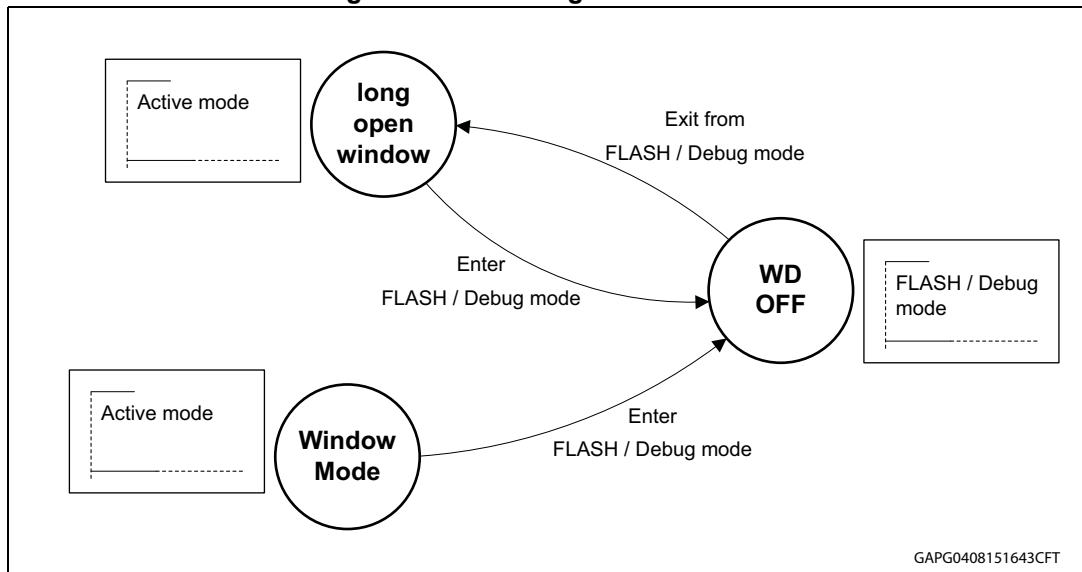 Active mode
long
open
window
Exit from
FLASH / Debug mode
Enter
FLASH / Debug mode
WD
OFF
FLASH / Debug
mode
Active mode
Window
Mode
Enter
FLASH / Debug mode
GAPG0408151643CFT